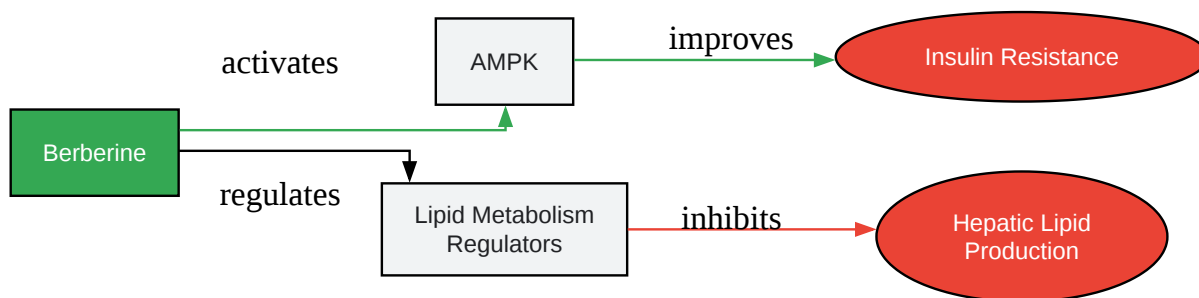 activates
AMPK
improves
Insulin Resistance
Berberine
regulates
Lipid Metabolism
Regulators
inhibits
Hepatic Lipid
Production